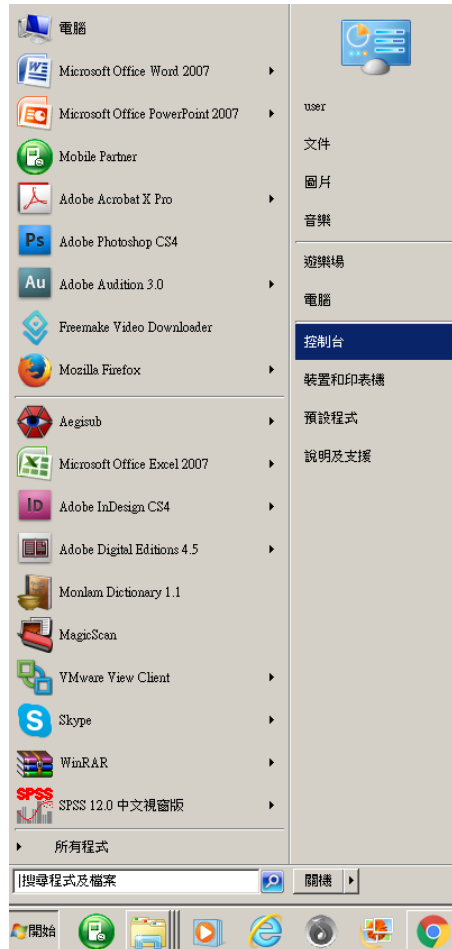 電腦
Microsoft Office Word 2007
Microsoft Office PowerPoint 2007
Mobile Partner
Adobe Acrobat X Pro
Ps
Adobe Photoshop CS4
Au
Adobe Audition 3.0
Freemake Video Downloader
Mozilla Firefox
Aegisub
Microsoft Office Excel 2007
ID
Adobe InDesign CS4
Adobe Digital Editions 4.5
Monlam Dictionary 1.1
MagicScan
VMware View Client
Skype
WinRAR
SPSS
SPSS 12.0 中文視窗版
所有程式
搜尋程式及檔案
user
文件
圖片
音樂
遊樂場
電腦
控制台
裝置和印表機
預設程式
說明及支援
關機
開始